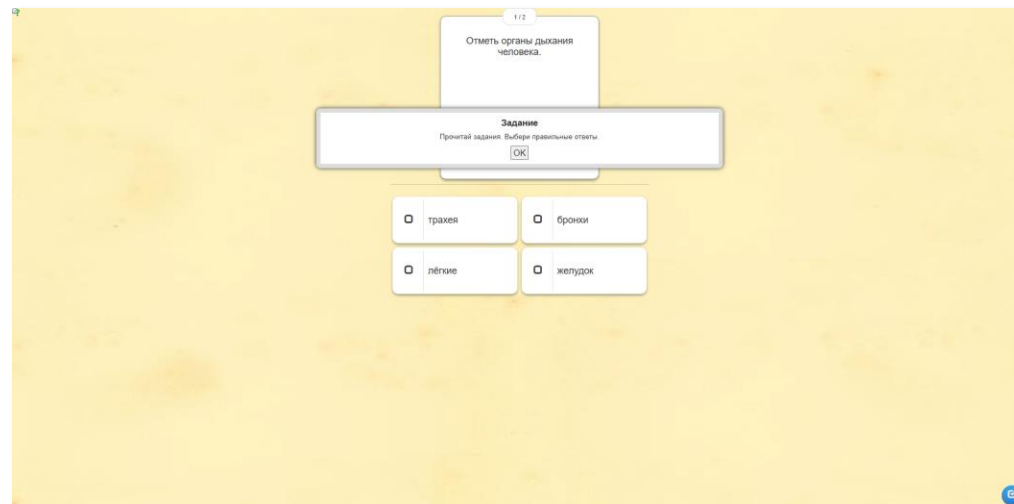 1 / 2
Отметь органы дыхания
человека.
Задание
Прочитай задания. Выбери правильные ответы.
OK
трахея
бронхи
лёгкие
желудок